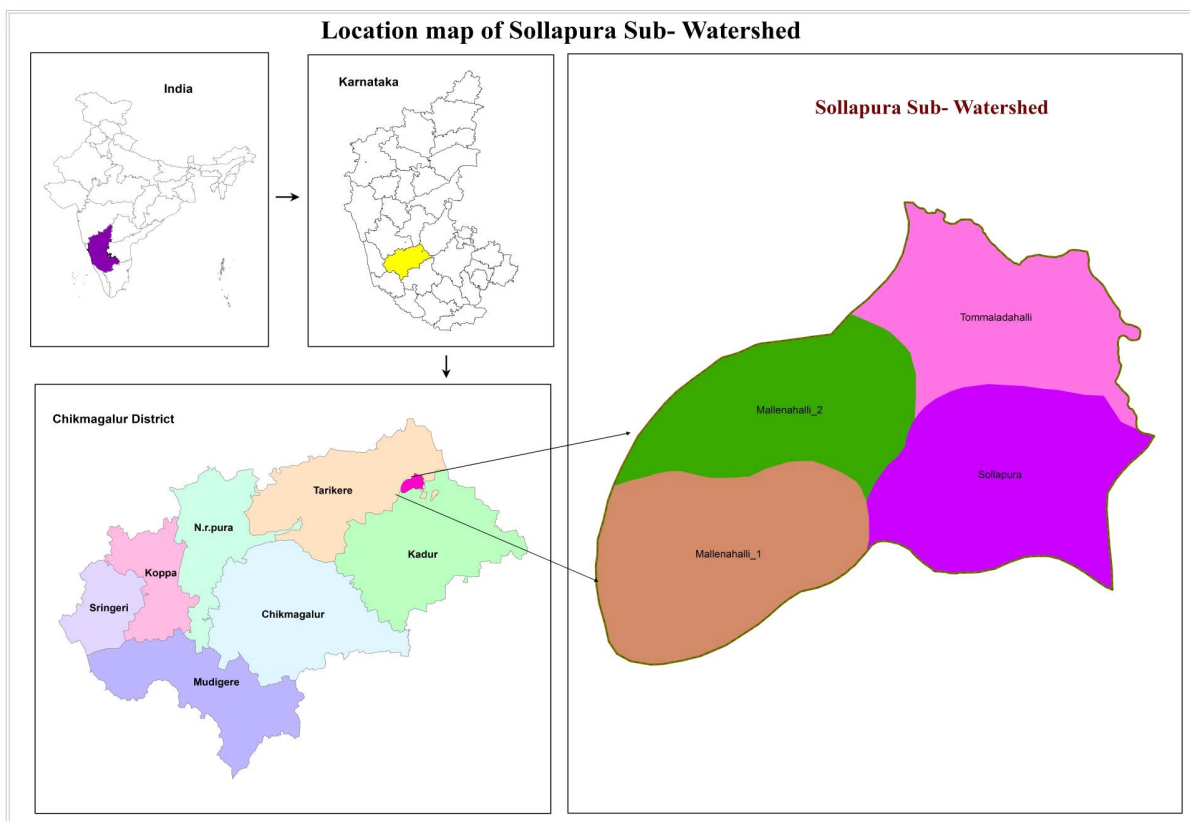 Location map of Sollapura Sub- Watershed
India
Karnataka
Sollapura Sub- Watershed
Tommaladahalli
Mallenahalli_2
Sollapura
Mallenahalli_1
Chikmagalur District
Tarikere
N.r.pura
Kadur
Koppa
Sringeri
Chikmagalur
Mudigere